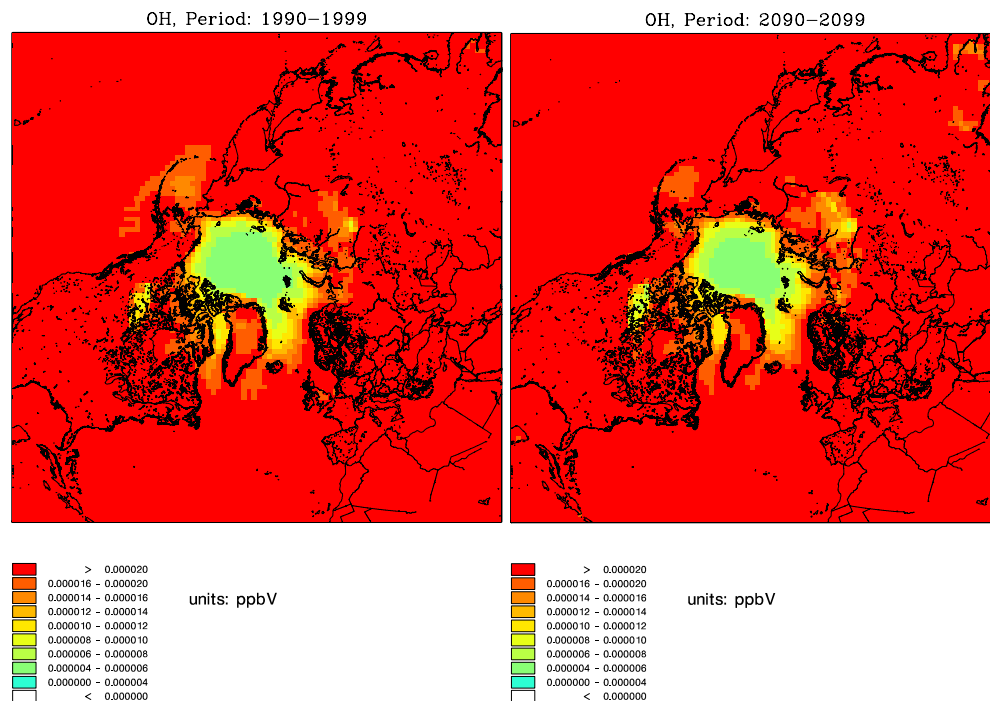 OH, Period: 1990-1999
OH, Period: 2090-2099
> 0.000020
0.000016 - 0.000020
0.000014 - 0.000016
0.000012 - 0.000014
0.000010 - 0.000012
0.000008 - 0.000010
0.000006 - 0.000008
0.000004 - 0.000006
0.000000 - 0.000004
< 0.000000
units: ppbV
> 0.000020
0.000016 - 0.000020
0.000014 - 0.000016
0.000012 - 0.000014
0.000010 - 0.000012
0.000008 - 0.000010
0.000006 - 0.000008
0.000004 - 0.000006
0.000000 - 0.000004
< 0.000000
units: ppbV